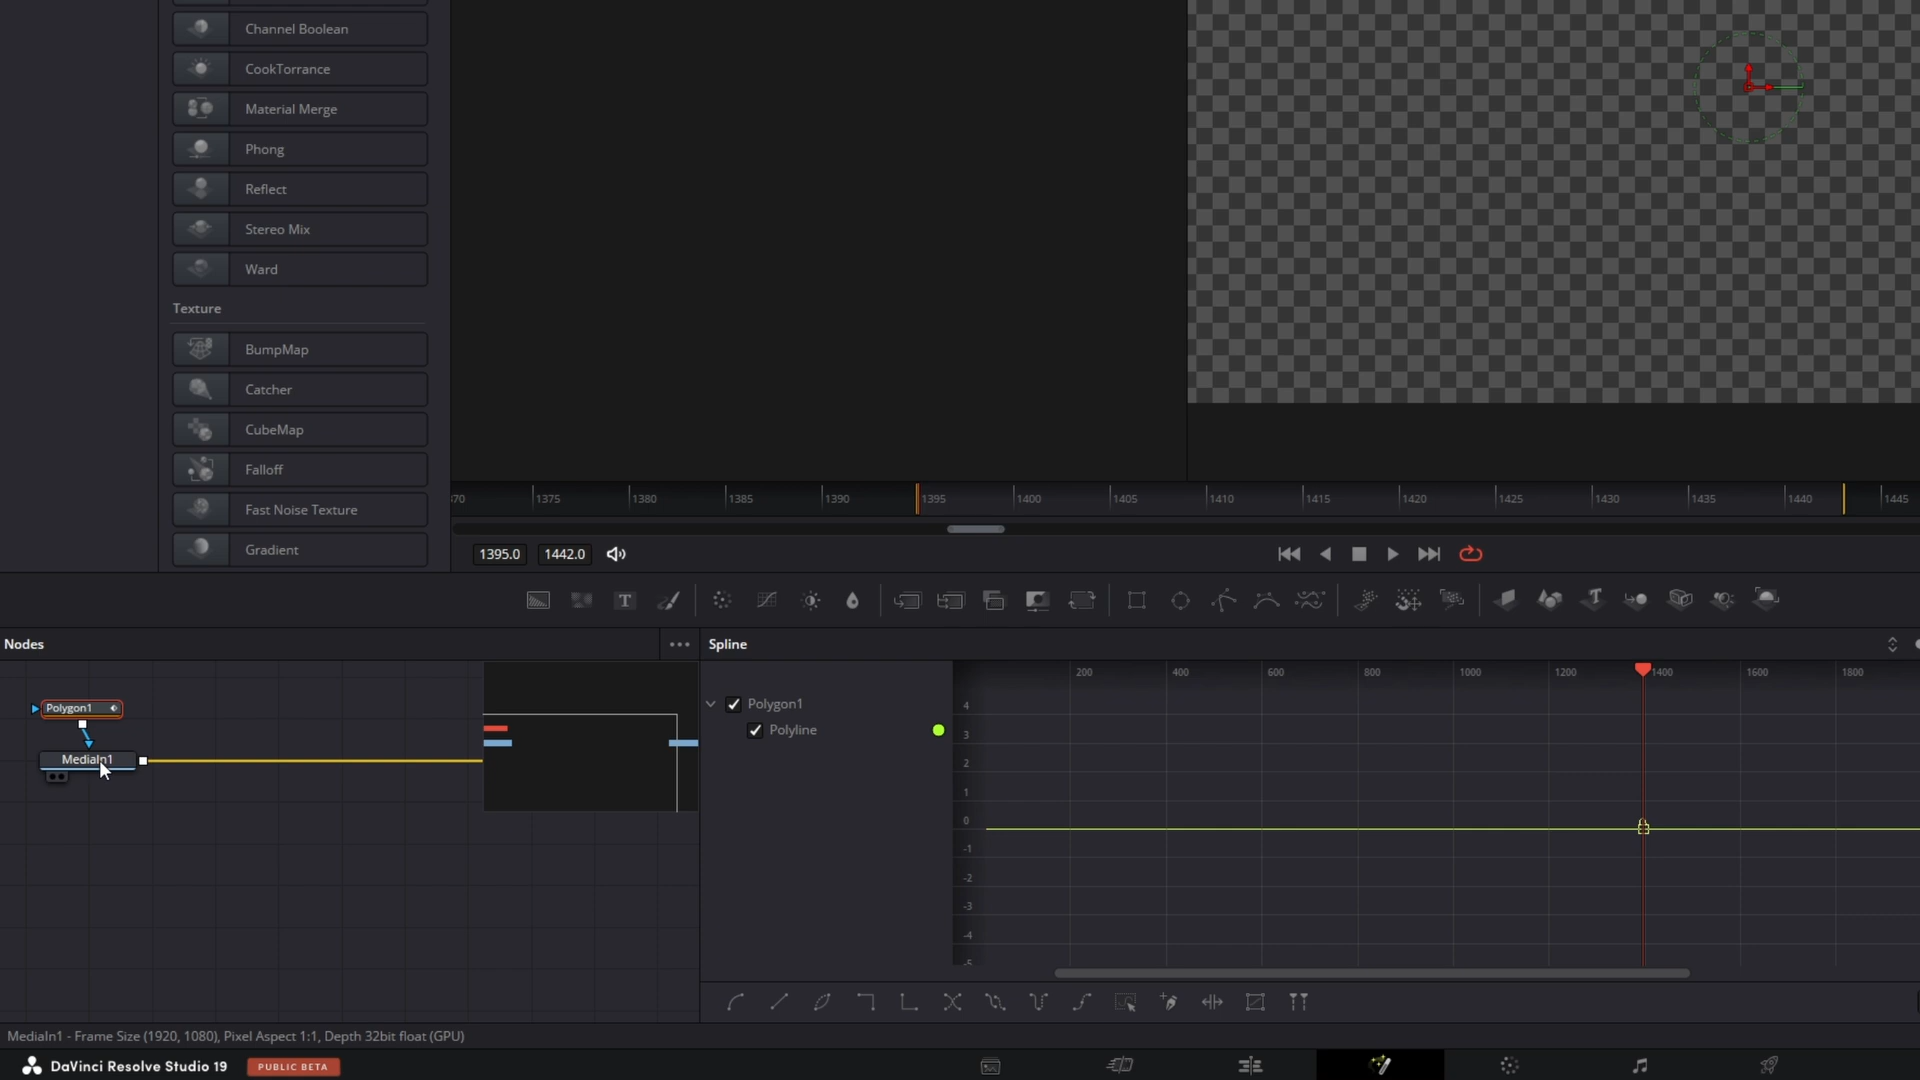 Channel Boolean
CookTorrance
Material Merge
Phong
Reflect
Stereo Mix
Ward
Texture
BumpMap
Catcher
CubeMap
Falloff
Fast Noise Texture
Gradient
370 1375 1380 1385 1390 1395 1400 1405 1410 1415 1420 1425 1430 1435 1440 1445
1395.0 1442.0
T
Nodes
Spline
200 400 600 800 1000 1200 1400 1600 1800
Polygon1
MediaIn1
Polygon1
Polyline
4
3
2
1
0
-1
-2
-3
-4
-5
MediaIn1 - Frame Size (1920, 1080), Pixel Aspect 1:1, Depth 32bit float (GPU)
DaVinci Resolve Studio 19 PUBLIC BETA